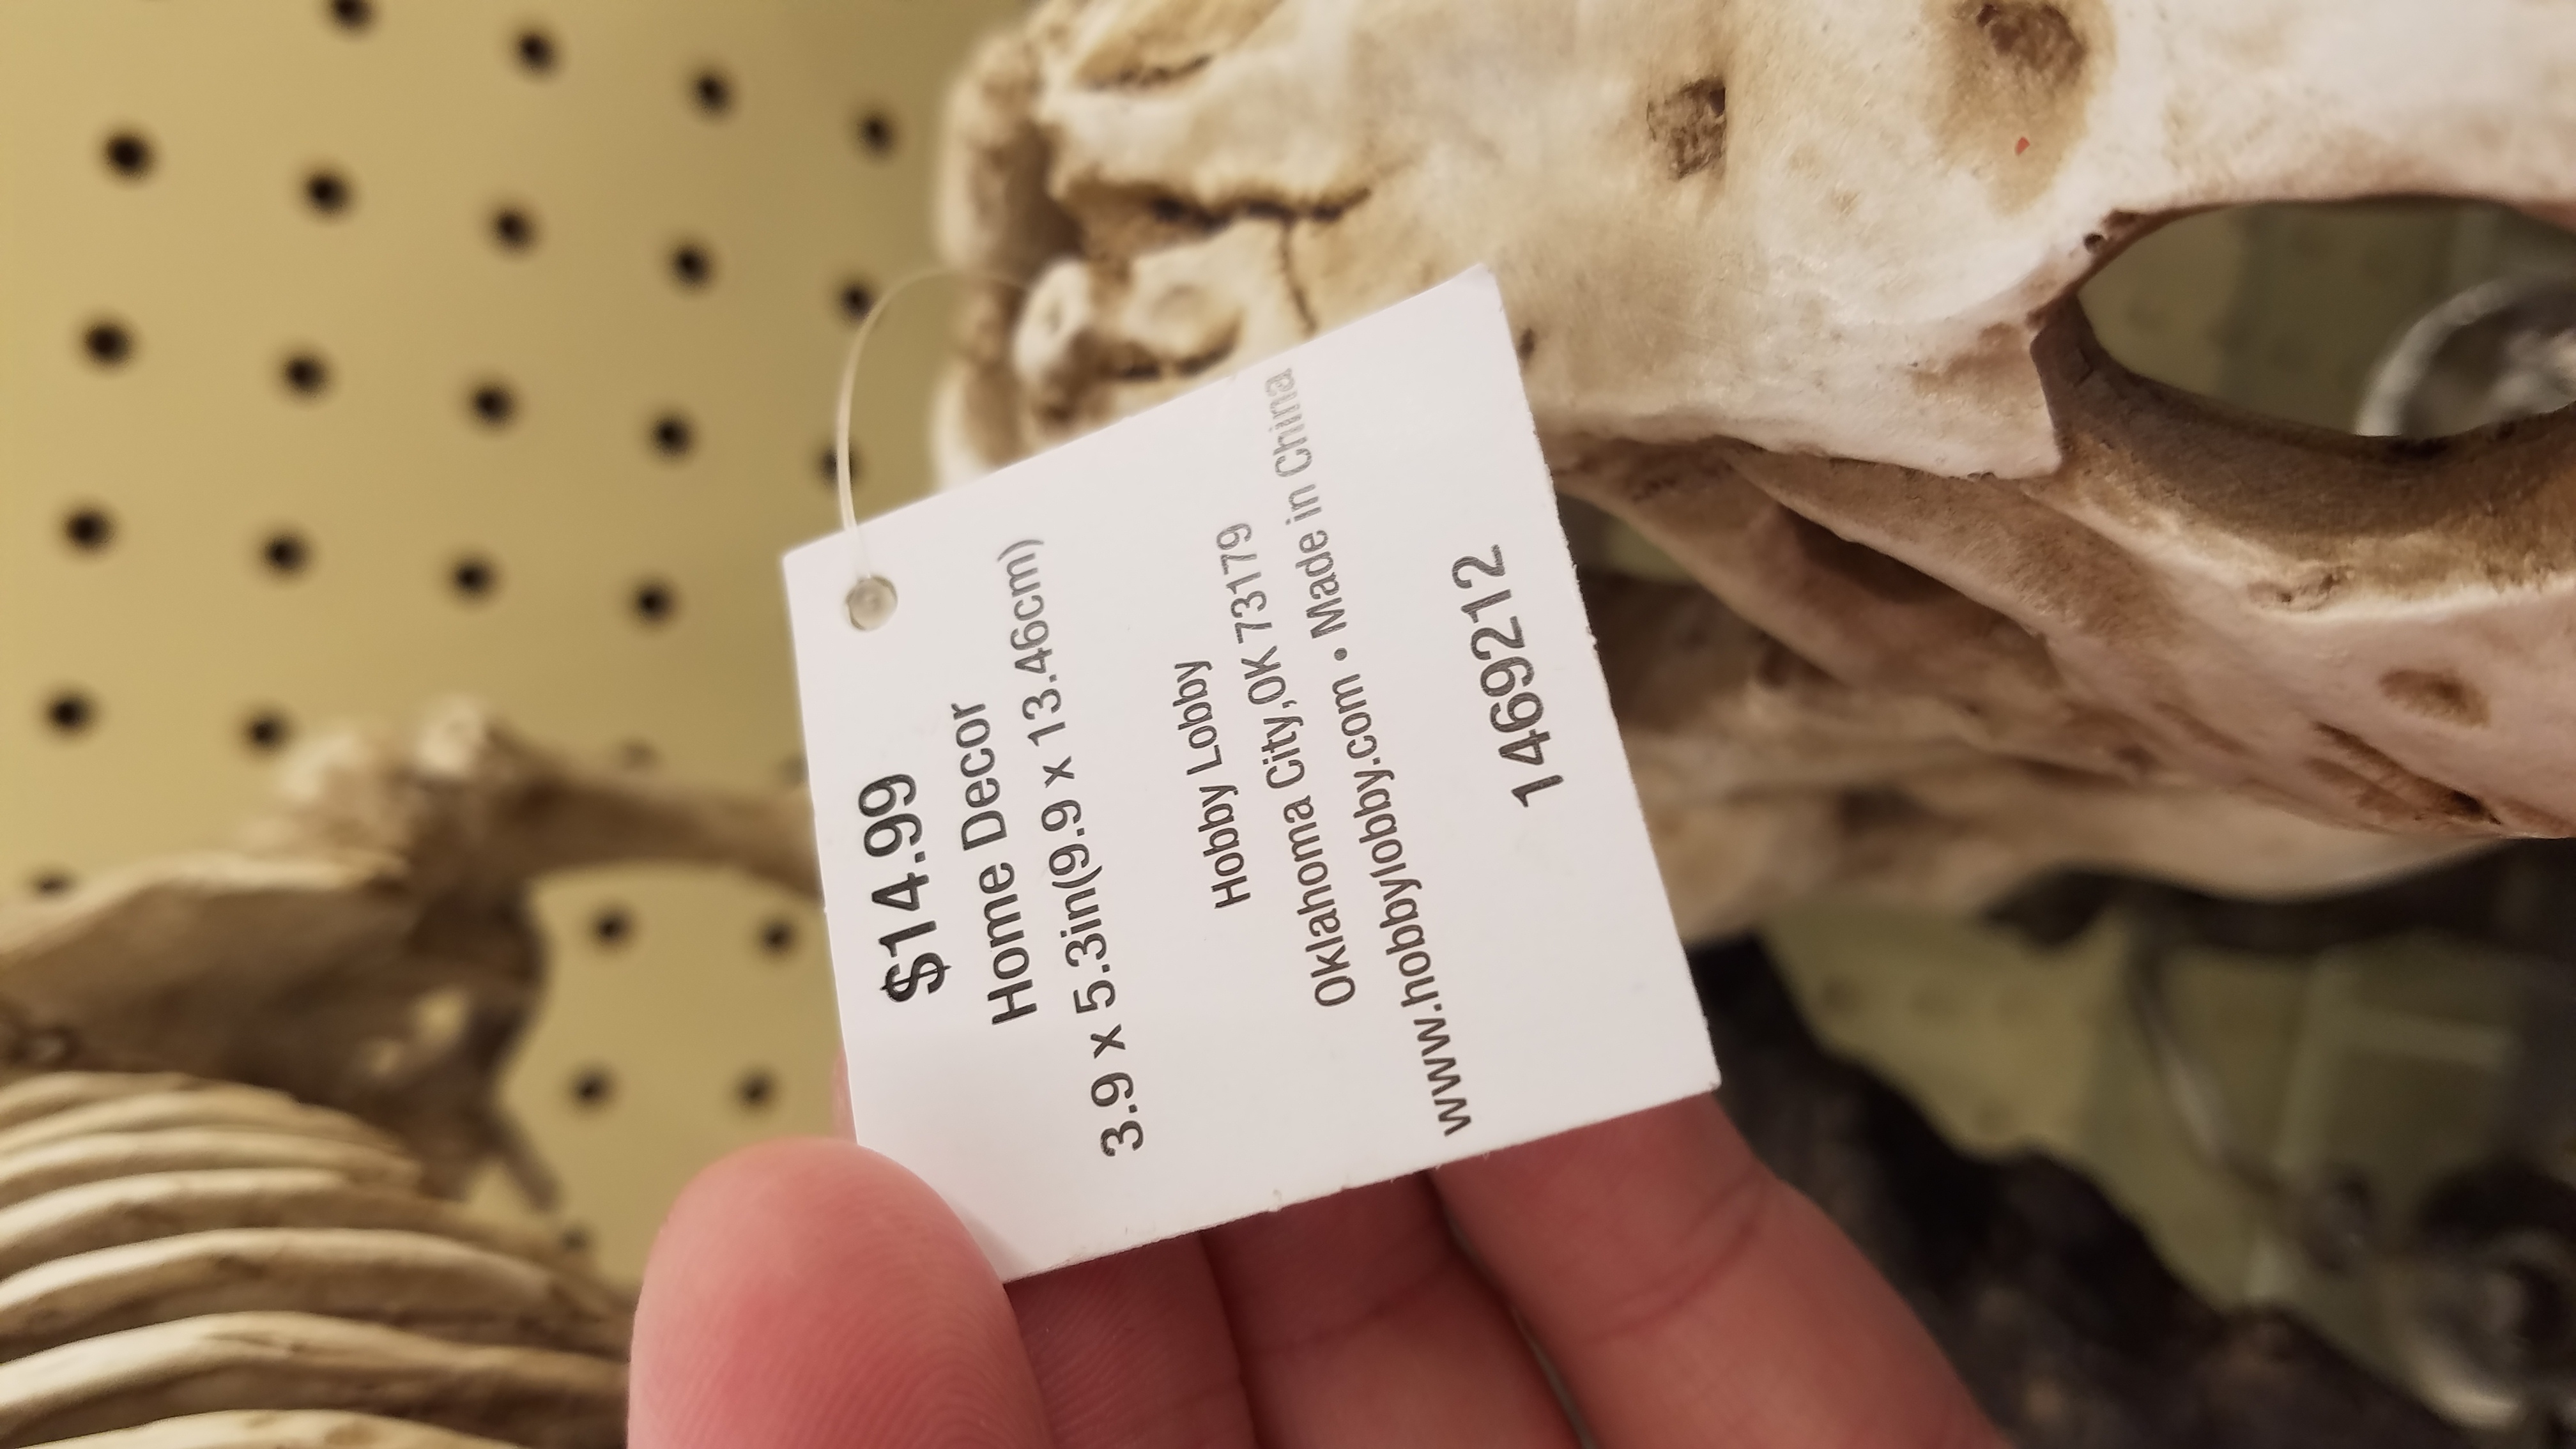 $14.99
Home Decor
3.9 x 5.3in(9.9 x 13.46cm)
Hobby Lobby
Oklahoma City,OK 73179
www.hobbylobby.com • Made in China
1469212